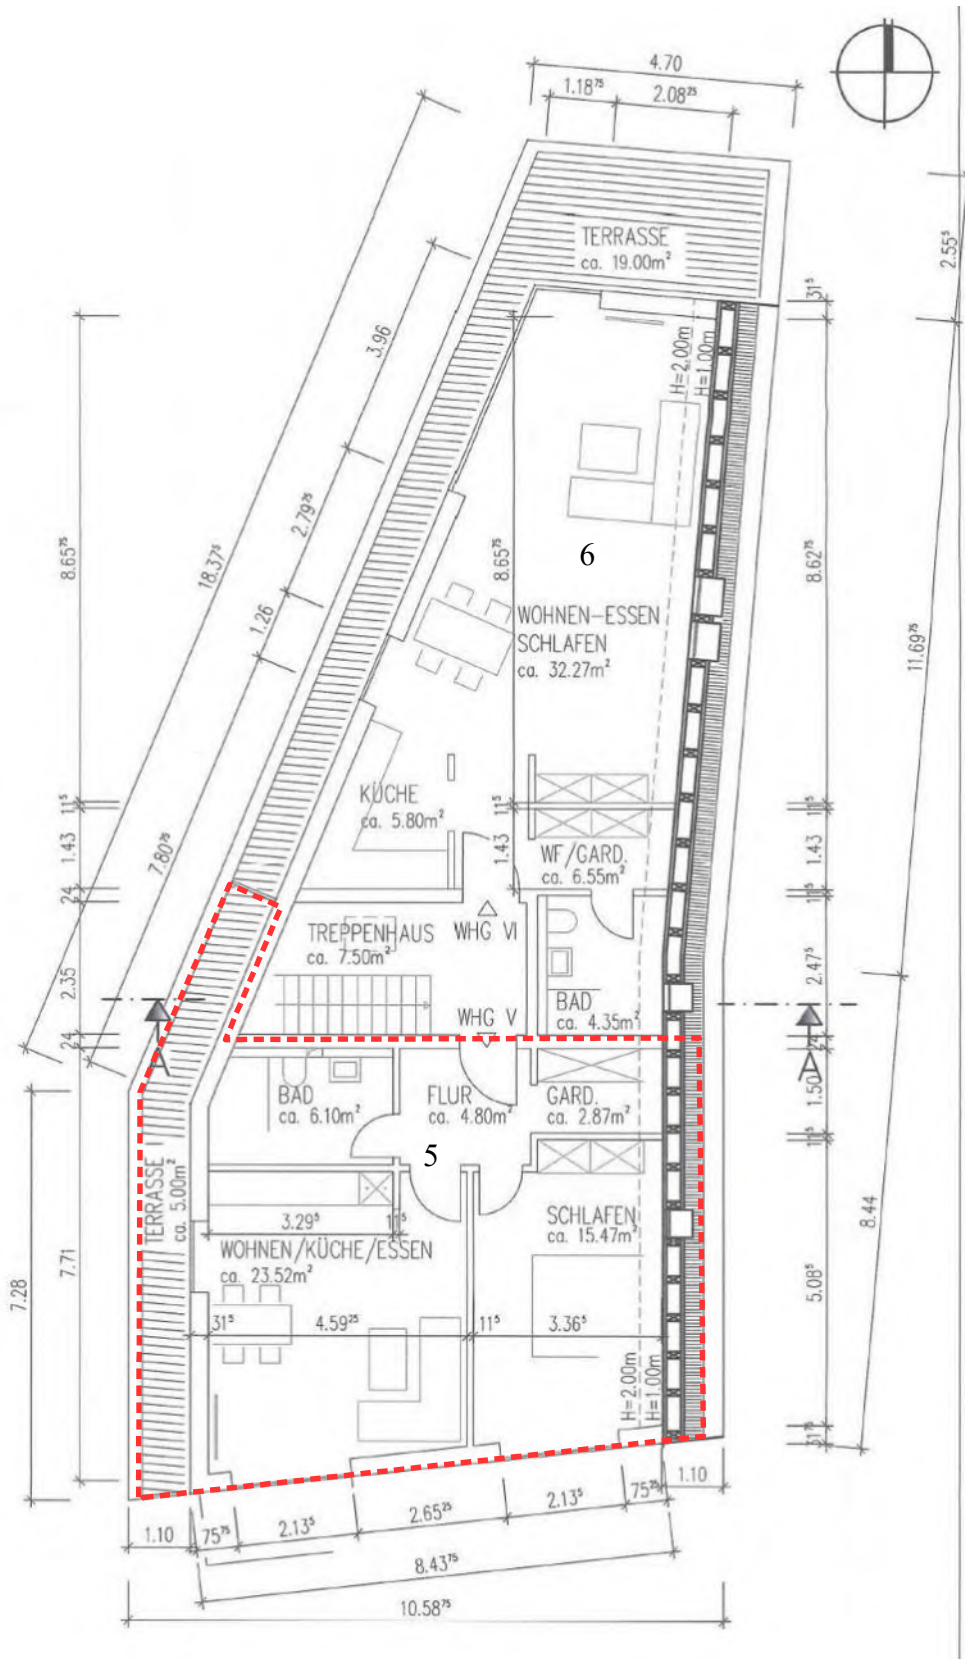 4.70
1.18⁷⁵
2.08²⁵
TERRASSE
ca. 19.00m²
2.55⁵
31⁵
3.96
H=2.00m
H=1.00m
8.65⁷⁵
18.37⁵
2.79²⁵
8.65⁷⁵
6
8.62⁷⁵
1.26
WOHNEN-ESSEN
SCHLAFEN
ca. 32.27m²
11.69²⁵
KÜCHE
ca. 5.80m²
11⁵
11⁵
11⁵
7.80⁷⁵
1.43
1.43
1.43
WF/GARD.
ca. 6.55m²
24
11⁵
TREPPENHAUS
ca. 7.50m²
WHG VI
2.35
2.47⁵
BAD
ca. 4.35m²
WHG V
24
24
A
A
BAD
ca. 6.10m²
FLUR
ca. 4.80m²
GARD.
ca. 2.87m²
1.50
5
11⁵
TERRASSE
ca. 5.00m²
3.29⁵
11⁵
SCHLAFEN
ca. 15.47m²
8.44
WOHNEN/KÜCHE/ESSEN
ca. 23.52m²
7.28
7.71
5.08⁵
31⁵
4.59²⁵
11⁵
3.36⁵
H=2.00m
H=1.00m
31⁷⁵
1.10
75⁷⁵
2.13⁵
2.65²⁵
2.13⁵
75²⁵
1.10
8.43⁷⁵
10.58⁷⁵